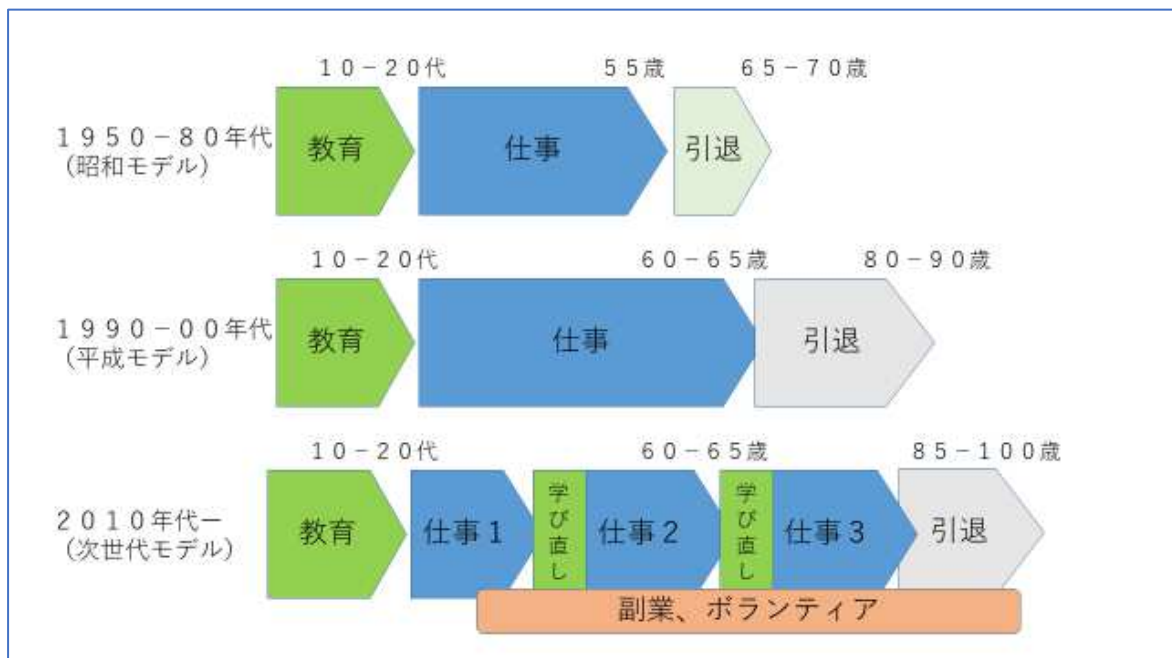 １０－２０代　５５歳　６５－７０歳
１９５０－８０年代
（昭和モデル）
教育　仕事　引退
１０－２０代　６０－６５歳　８０－９０歳
１９９０－００年代
（平成モデル）
教育　仕事　引退
１０－２０代　６０－６５歳　８５－１００歳
２０１０年代ー
（次世代モデル）
教育　仕事１　学び直し　仕事２　学び直し　仕事３　引退
副業、ボランティア